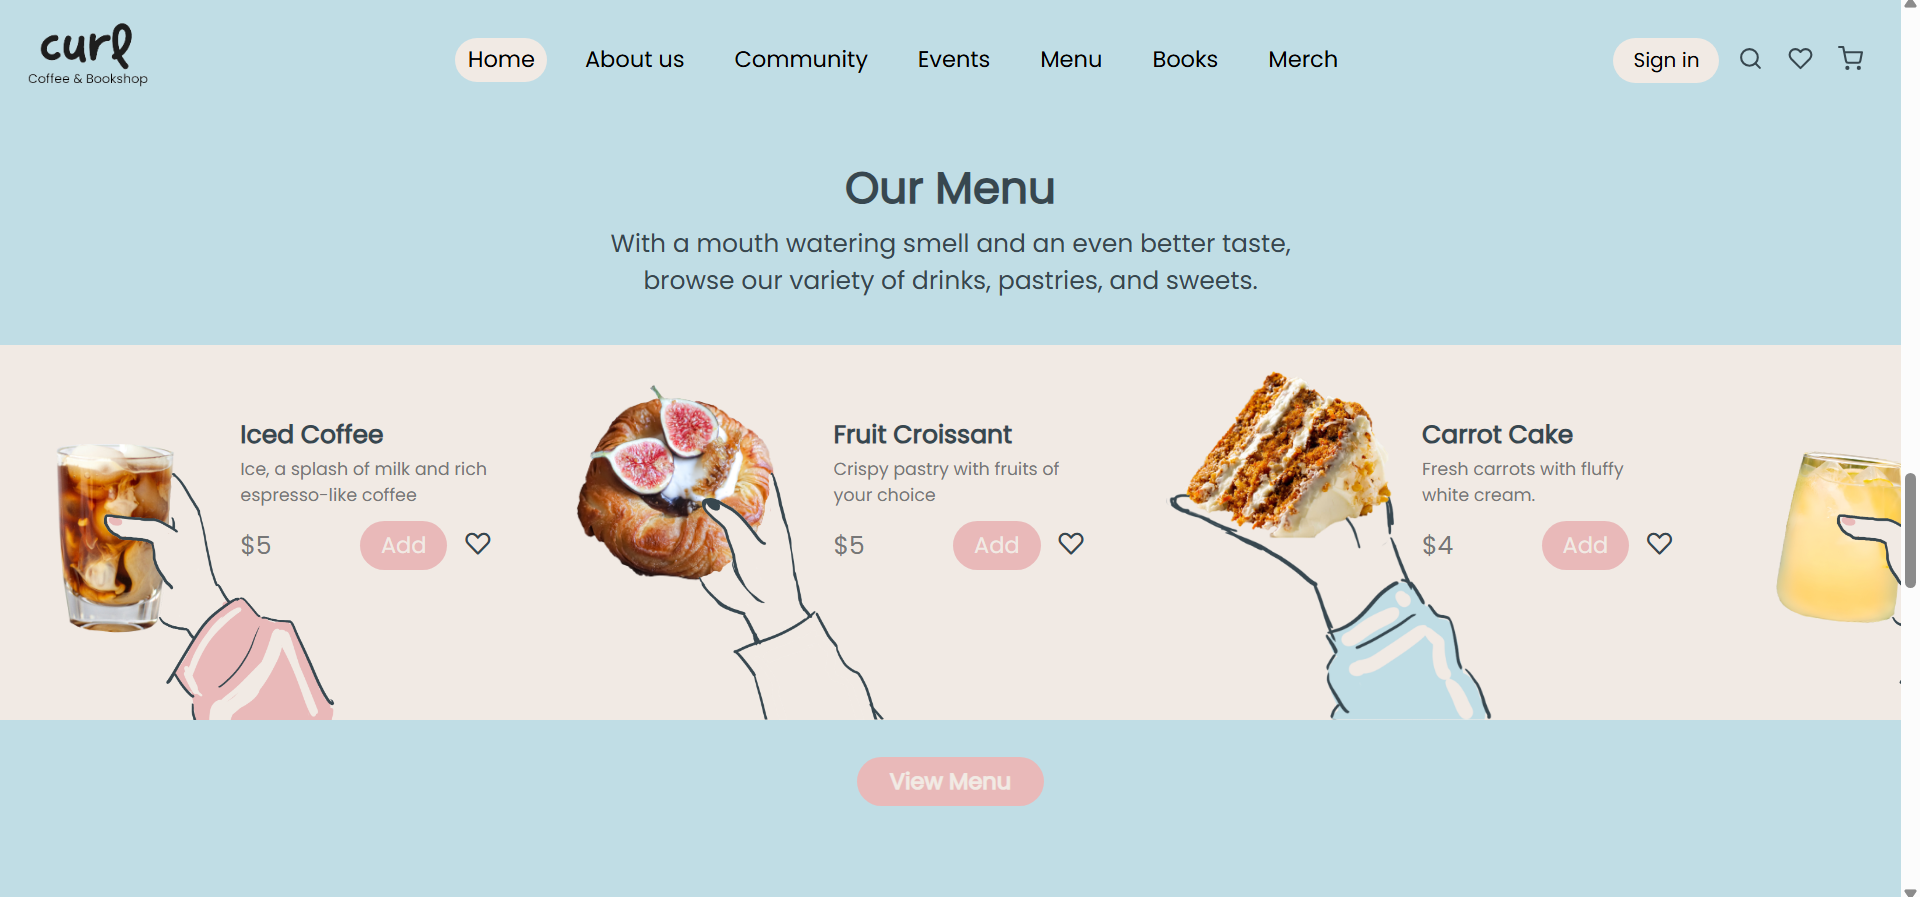 curl
Coffee & Bookshop
Home About us Community Events Menu Books Merch
Sign in
Our Menu
With a mouth watering smell and an even better taste,
browse our variety of drinks, pastries, and sweets.
Iced Coffee
Ice, a splash of milk and rich
espresso-like coffee
$5 Add
Fruit Croissant
Crispy pastry with fruits of
your choice
$5 Add
Carrot Cake
Fresh carrots with fluffy
white cream.
$4 Add
View Menu